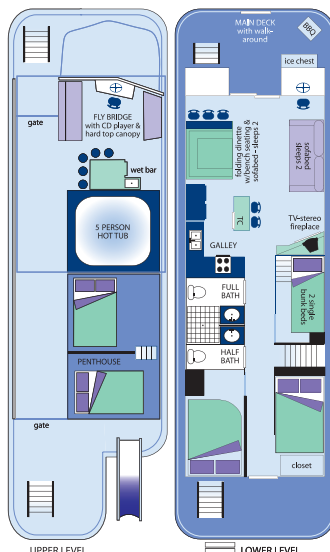 MAIN DECK
with walk-
around
BBQ
ice chest
FLY BRIDGE
with CD player &
hard top canopy
gate
wet bar
folding dinette
w/bench seating &
sofabed - sleeps 2
sofabed
sleeps 2
TC
5 PERSON
HOT TUB
TV-stereo
fireplace
GALLEY
2 single
bunk beds
FULL
BATH
HALF
BATH
PENTHOUSE
gate
closet
UPPER LEVEL
LOWER LEVEL